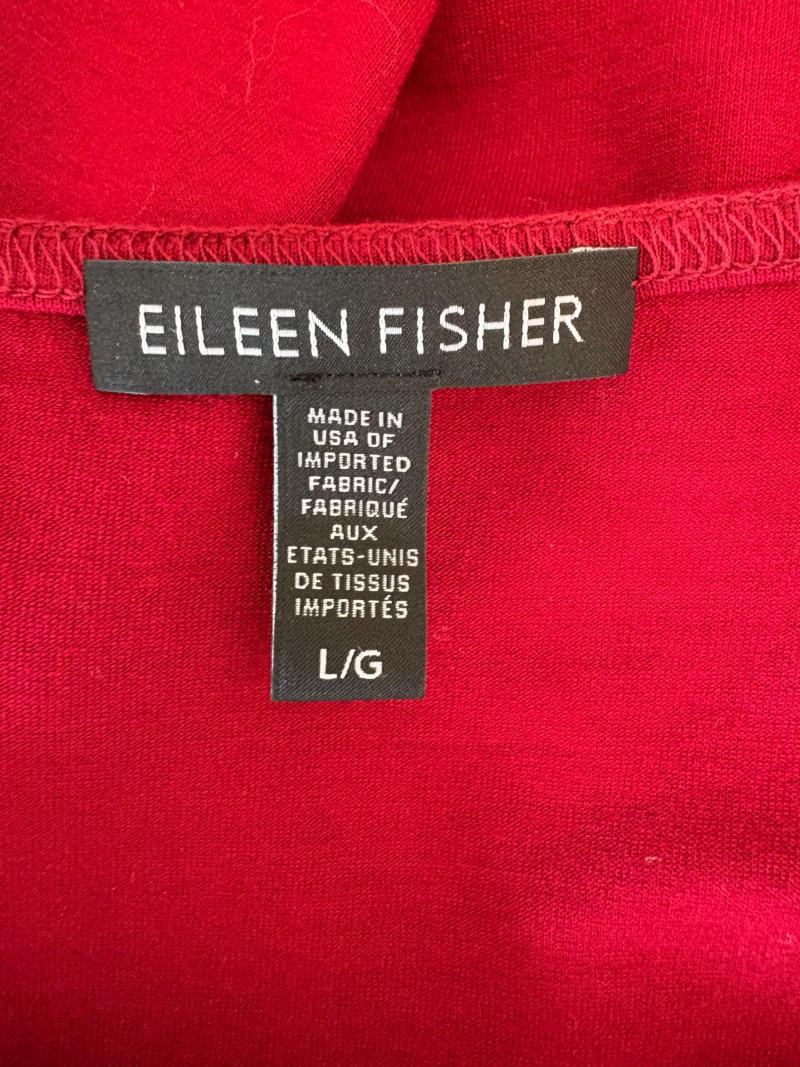 EILEEN FISHER
MADE IN
USA OF
IMPORTED
FABRIC/
FABRIQUÉ
AUX
ETATS-UNIS
DE TISSUS
IMPORTÉS
L/G